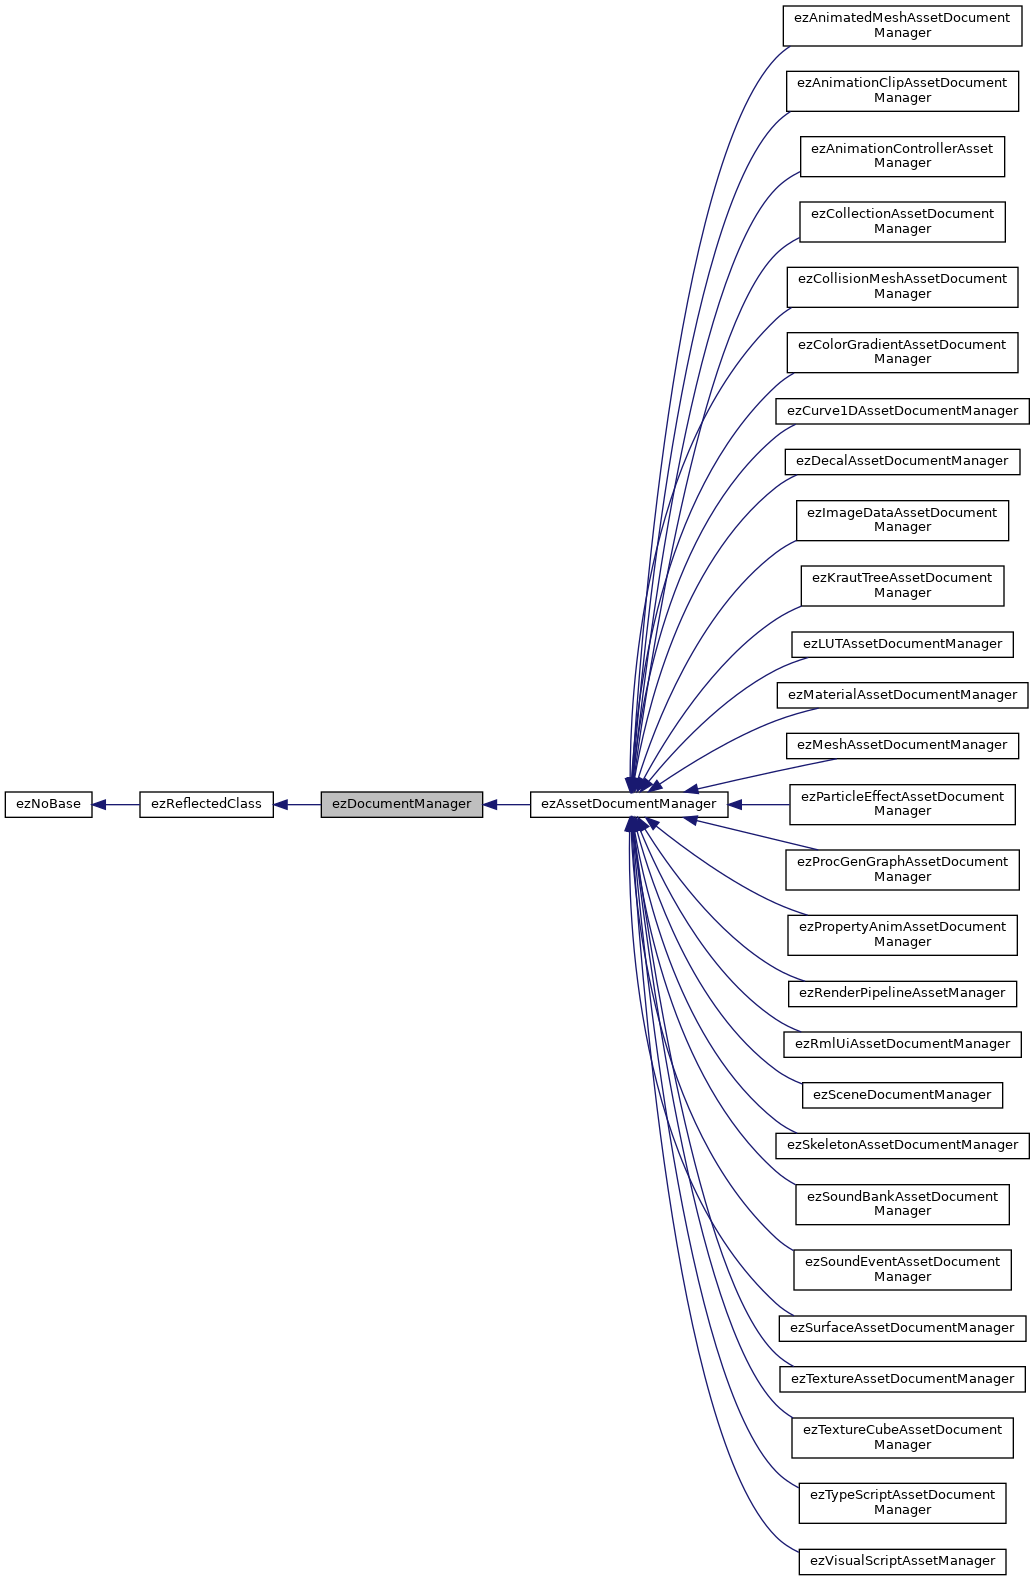 ezAnimatedMeshAssetDocument
Manager
ezAnimationClipAssetDocument
Manager
ezAnimationControllerAsset
Manager
ezCollectionAssetDocument
Manager
ezCollisionMeshAssetDocument
Manager
ezColorGradientAssetDocument
Manager
ezCurve1DAssetDocumentManager
ezDecalAssetDocumentManager
ezImageDataAssetDocument
Manager
ezKrautTreeAssetDocument
Manager
ezLUTAssetDocumentManager
ezMaterialAssetDocumentManager
ezMeshAssetDocumentManager
ezNoBase
ezReflectedClass
ezDocumentManager
ezAssetDocumentManager
ezParticleEffectAssetDocument
Manager
ezProcGenGraphAssetDocument
Manager
ezPropertyAnimAssetDocument
Manager
ezRenderPipelineAssetManager
ezRmlUiAssetDocumentManager
ezSceneDocumentManager
ezSkeletonAssetDocumentManager
ezSoundBankAssetDocument
Manager
ezSoundEventAssetDocument
Manager
ezSurfaceAssetDocumentManager
ezTextureAssetDocumentManager
ezTextureCubeAssetDocument
Manager
ezTypeScriptAssetDocument
Manager
ezVisualScriptAssetManager